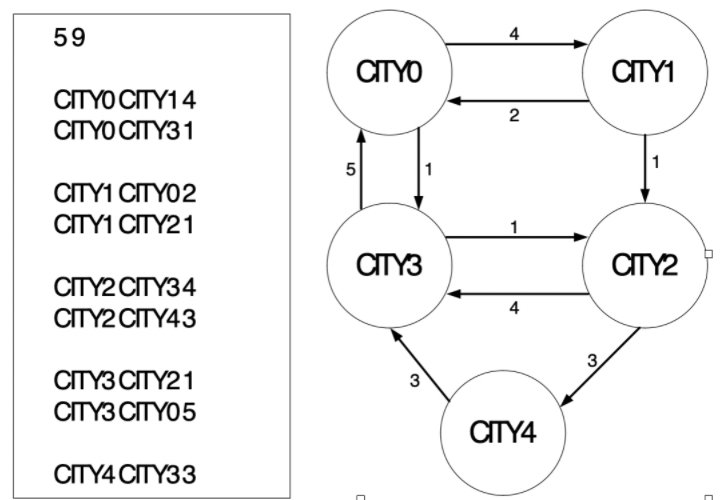 5 9
CITY0 CITY1 4
CITY0 CITY3 1
CITY1 CITY0 2
CITY1 CITY2 1
CITY2 CITY3 4
CITY2 CITY4 3
CITY3 CITY2 1
CITY3 CITY0 5
CITY4 CITY3 3
CITY0
4
CITY1
2
5
1
1
CITY3
1
CITY2
4
3
3
CITY4